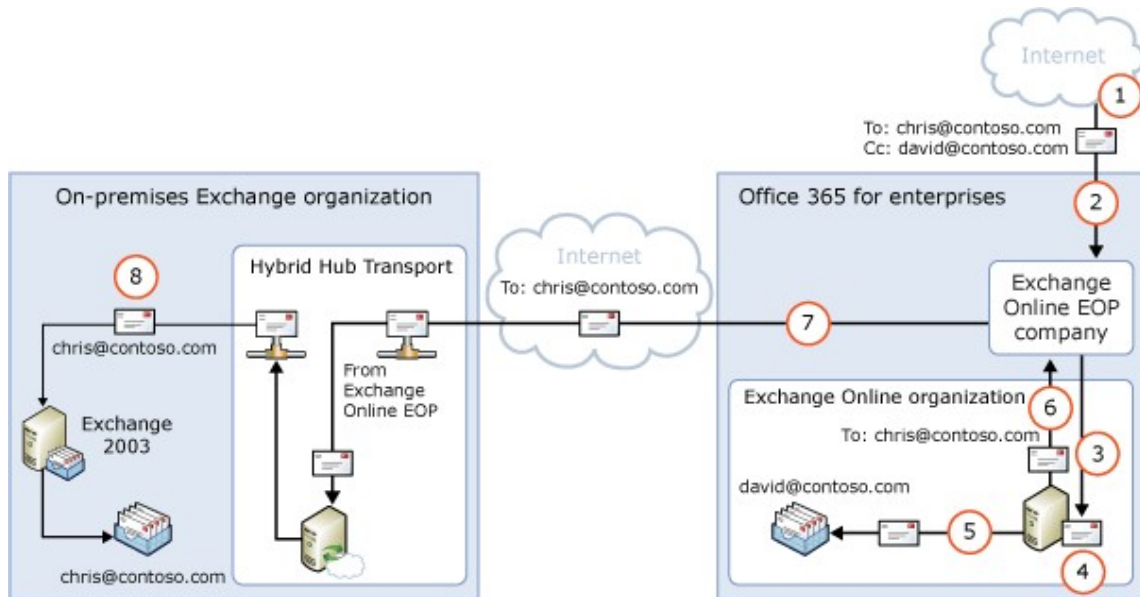 Internet
1
To: chris@contoso.com
Cc: david@contoso.com
On-premises Exchange organization
Office 365 for enterprises
2
8
Hybrid Hub Transport
Internet
To: chris@contoso.com
Exchange
Online EOP
company
7
chris@contoso.com
From
Exchange
Online EOP
Exchange Online organization
6
To: chris@contoso.com
3
Exchange
2003
david@contoso.com
5
4
chris@contoso.com